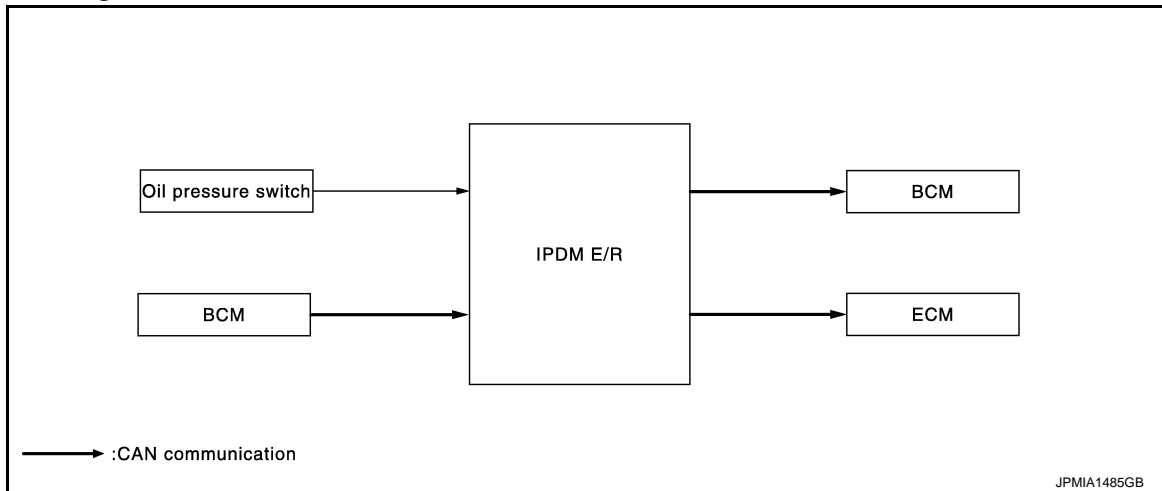 Oil pressure switch
BCM
IPDM E/R
BCM
ECM
:CAN communication
JPMIA1485GB